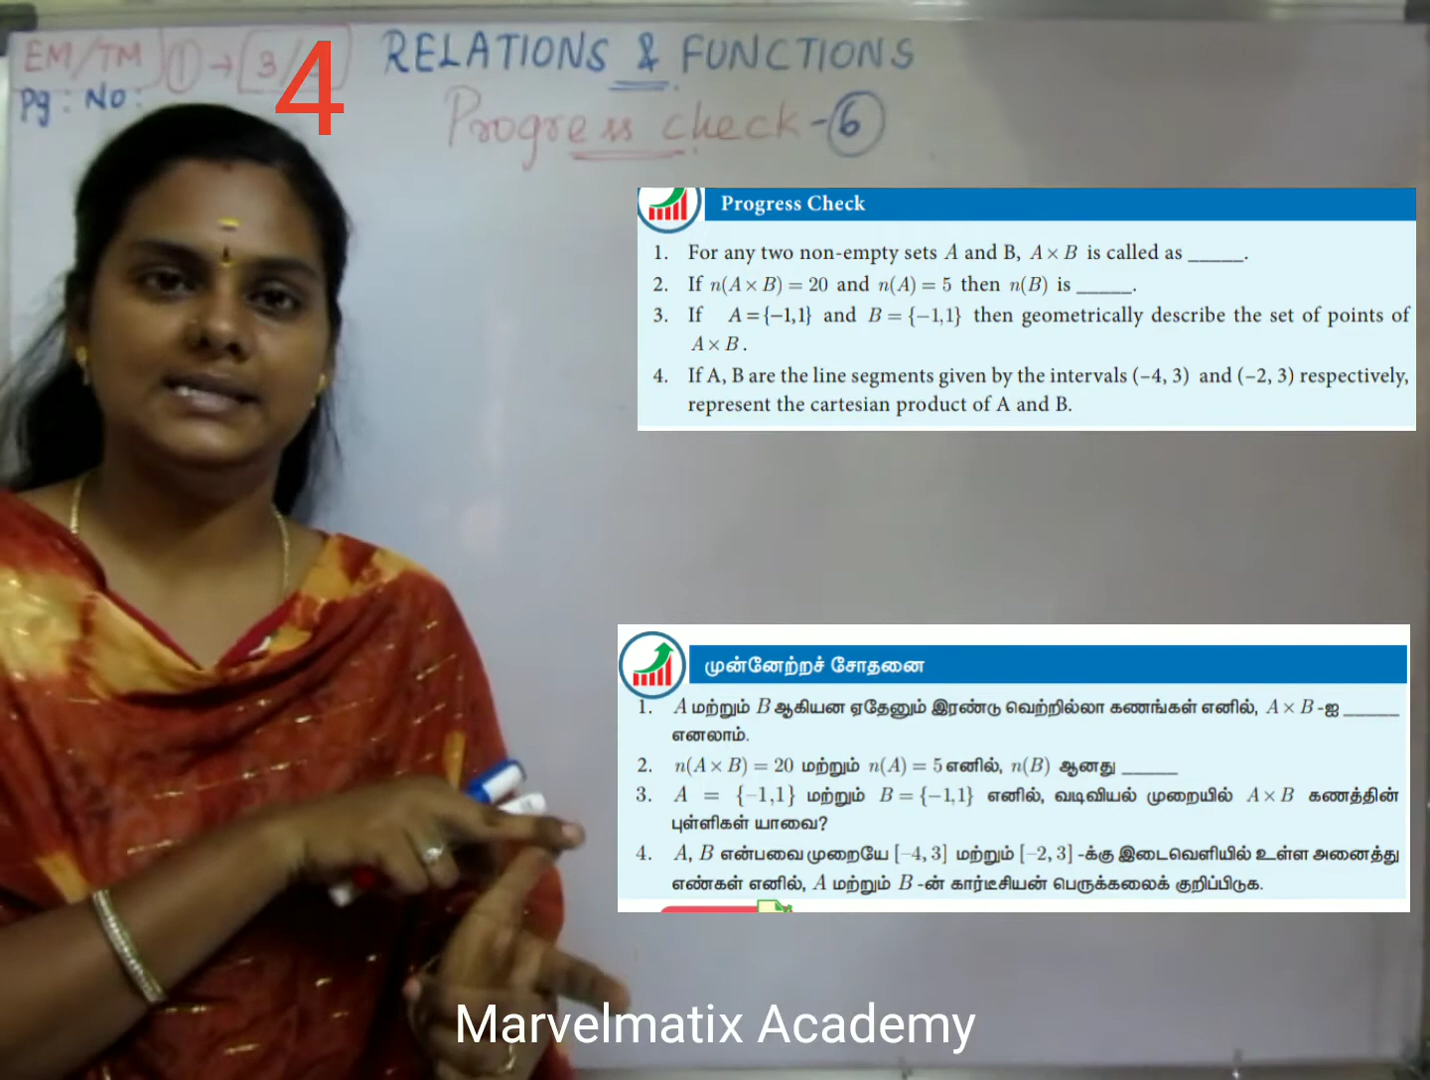 EM/TM ① → 3/4 RELATIONS & FUNCTIONS
Pg: No:
Progress check-⑥
Progress Check
1. For any two non-empty sets A and B, A × B is called as _____.
2. If n(A × B) = 20 and n(A) = 5 then n(B) is _____.
3. If A = {−1,1} and B = {−1,1} then geometrically describe the set of points of
A × B.
4. If A, B are the line segments given by the intervals (−4, 3) and (−2, 3) respectively,
represent the cartesian product of A and B.
முன்னேற்றச் சோதனை
1. A மற்றும் B ஆகியன ஏதேனும் இரண்டு வெற்றில்லா கணங்கள் எனில், A × B -ஐ _____
எனலாம்.
2. n(A × B) = 20 மற்றும் n(A) = 5 எனில், n(B) ஆனது _____
3. A = {−1,1} மற்றும் B = {−1,1} எனில், வடிவியல் முறையில் A × B கணத்தின்
புள்ளிகள் யாவை?
4. A, B என்பவை முறையே [−4, 3] மற்றும் [−2, 3] -க்கு இடைவெளியில் உள்ள அனைத்து
எண்கள் எனில், A மற்றும் B -ன் கார்டீசியன் பெருக்கலைக் குறிப்பிடுக.
Marvelmatix Academy